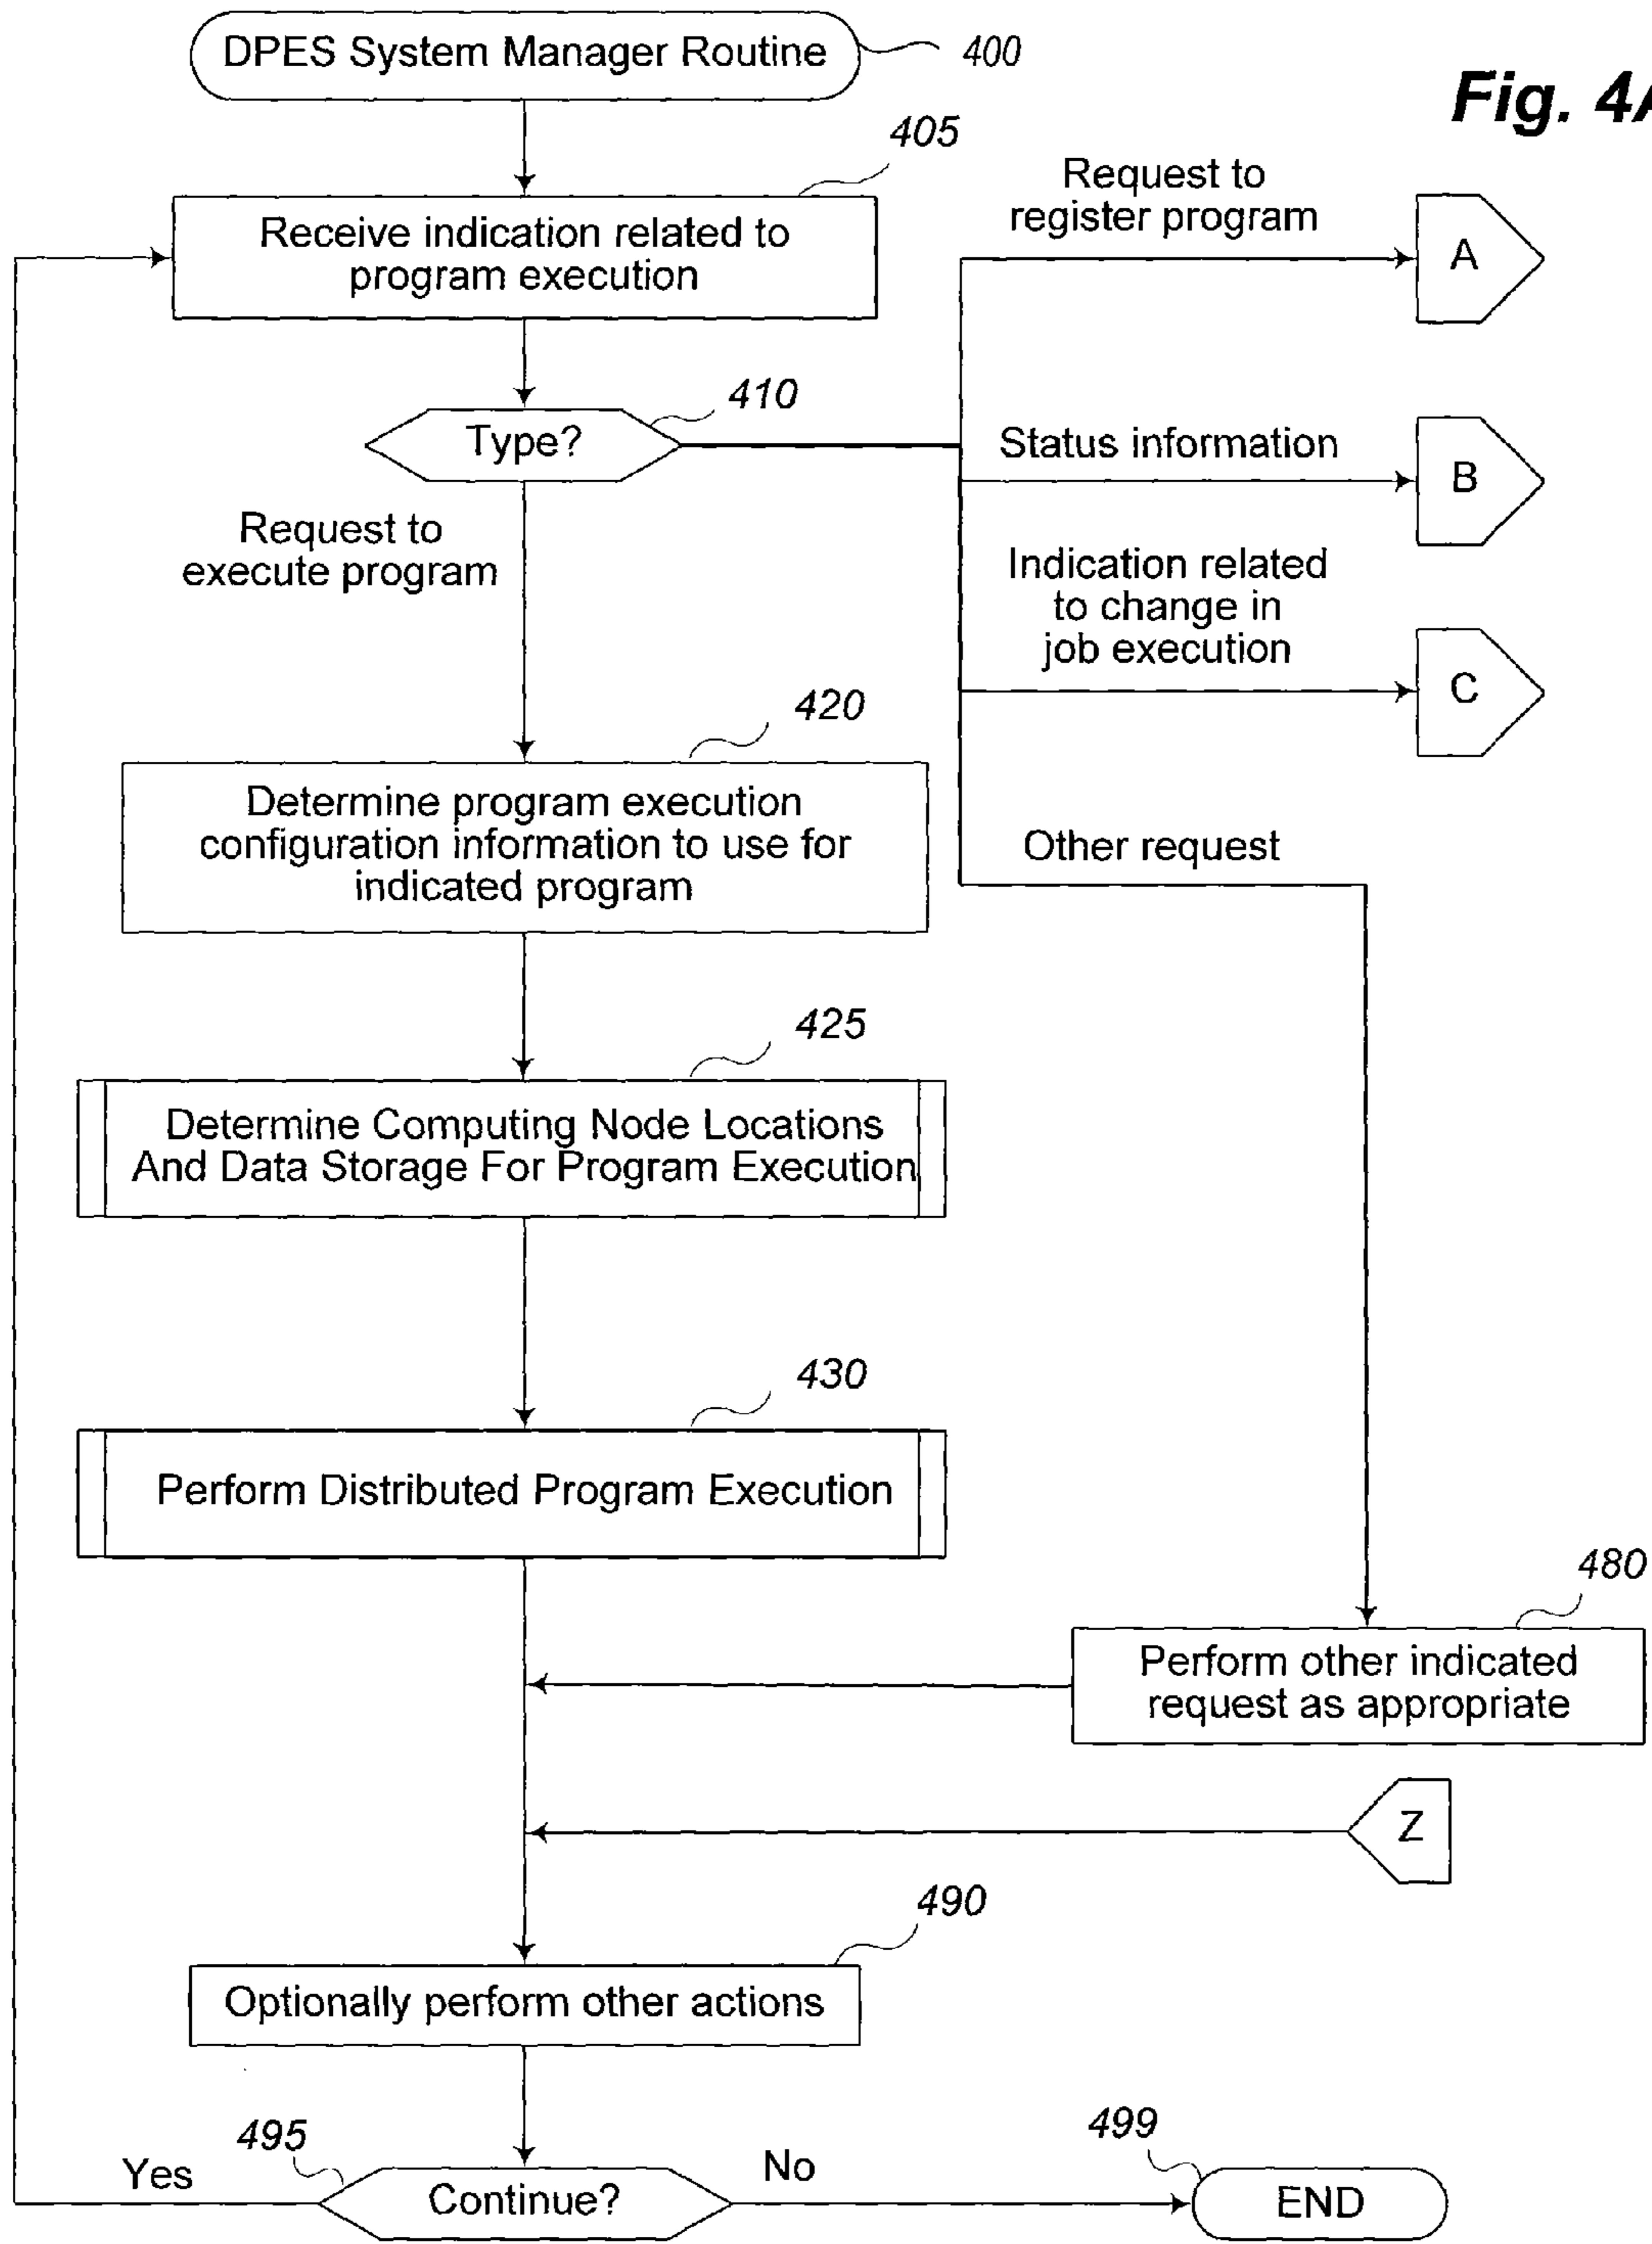 DPES System Manager Routine
400
Fig. 4A
405
Receive indication related to
program execution
Request to
register program
A
410
Type?
Status information
B
Request to
execute program
Indication related
to change in
job execution
C
420
Determine program execution
configuration information to use for
indicated program
Other request
425
Determine Computing Node Locations
And Data Storage For Program Execution
430
Perform Distributed Program Execution
480
Perform other indicated
request as appropriate
Z
490
Optionally perform other actions
495
Yes
Continue?
No
499
END